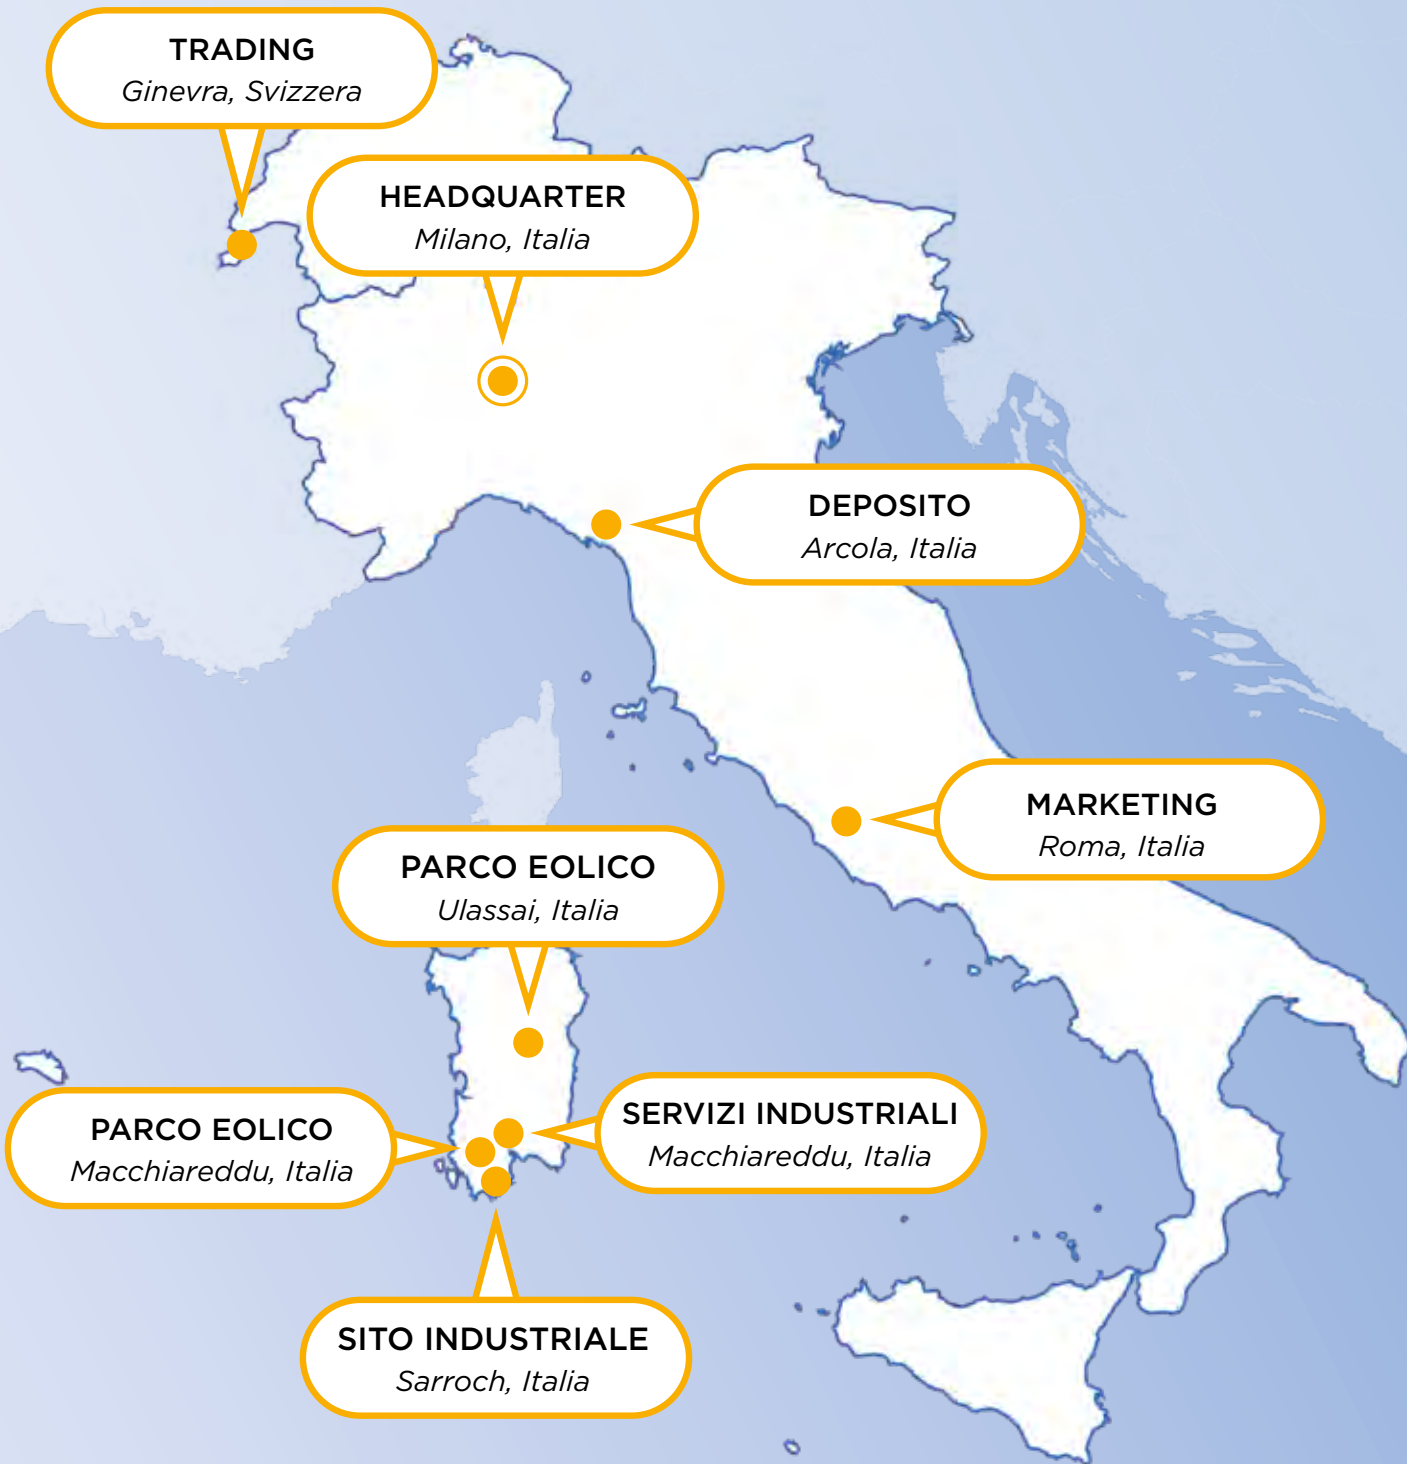 TRADING
Ginevra, Svizzera
HEADQUARTER
Milano, Italia
DEPOSITO
Arcola, Italia
MARKETING
Roma, Italia
PARCO EOLICO
Ulassai, Italia
PARCO EOLICO
Macchiareddu, Italia
SERVIZI INDUSTRIALI
Macchiareddu, Italia
SITO INDUSTRIALE
Sarroch, Italia